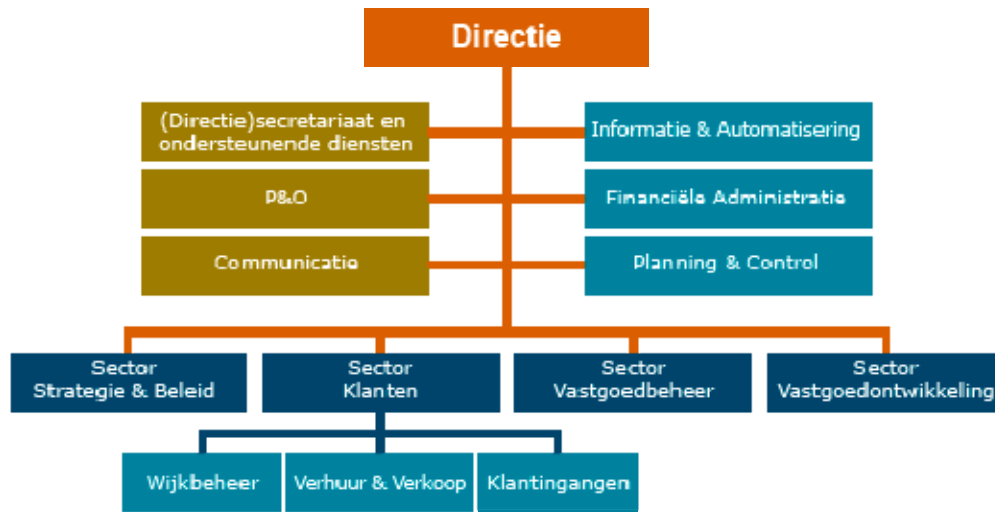 Directie
(Directie)secretariaat en
ondersteunende diensten
Informatie & Automatisering
P&O
Financiële Administratie
Communicatie
Planning & Control
Sector
Strategie & Beleid
Sector
Klanten
Sector
Vastgoedbeheer
Sector
Vastgoedontwikkeling
Wijkbeheer
Verhuur & Verkoop
Klantingangen